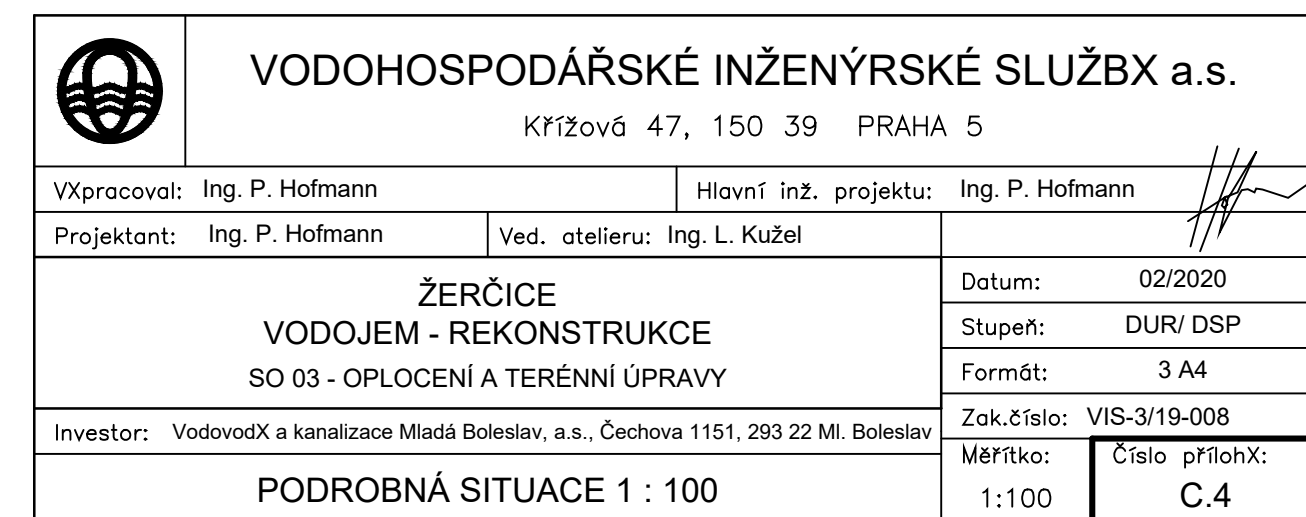 VODOHOSPODÁŘSKÉ INŽENÝRSKÉ SLUŽBX a.s.
Křížová 47, 150 39 PRAHA 5
VXpracoval: Ing. P. Hofmann
Hlavní inž. projektu: Ing. P. Hofmann
Projektant: Ing. P. Hofmann
Ved. atelieru: Ing. L. Kužel
ŽERČICE
VODOJEM - REKONSTRUKCE
SO 03 - OPLOCENÍ A TERÉNNÍ ÚPRAVY
Datum: 02/2020
Stupeň: DUR/ DSP
Formát: 3 A4
Zak.číslo: VIS-3/19-008
Investor: VodovodX a kanalizace Mladá Boleslav, a.s., Čechova 1151, 293 22 Ml. Boleslav
PODROBNÁ SITUACE 1 : 100
Měřítko:
1:100
Číslo přílohX:
C.4